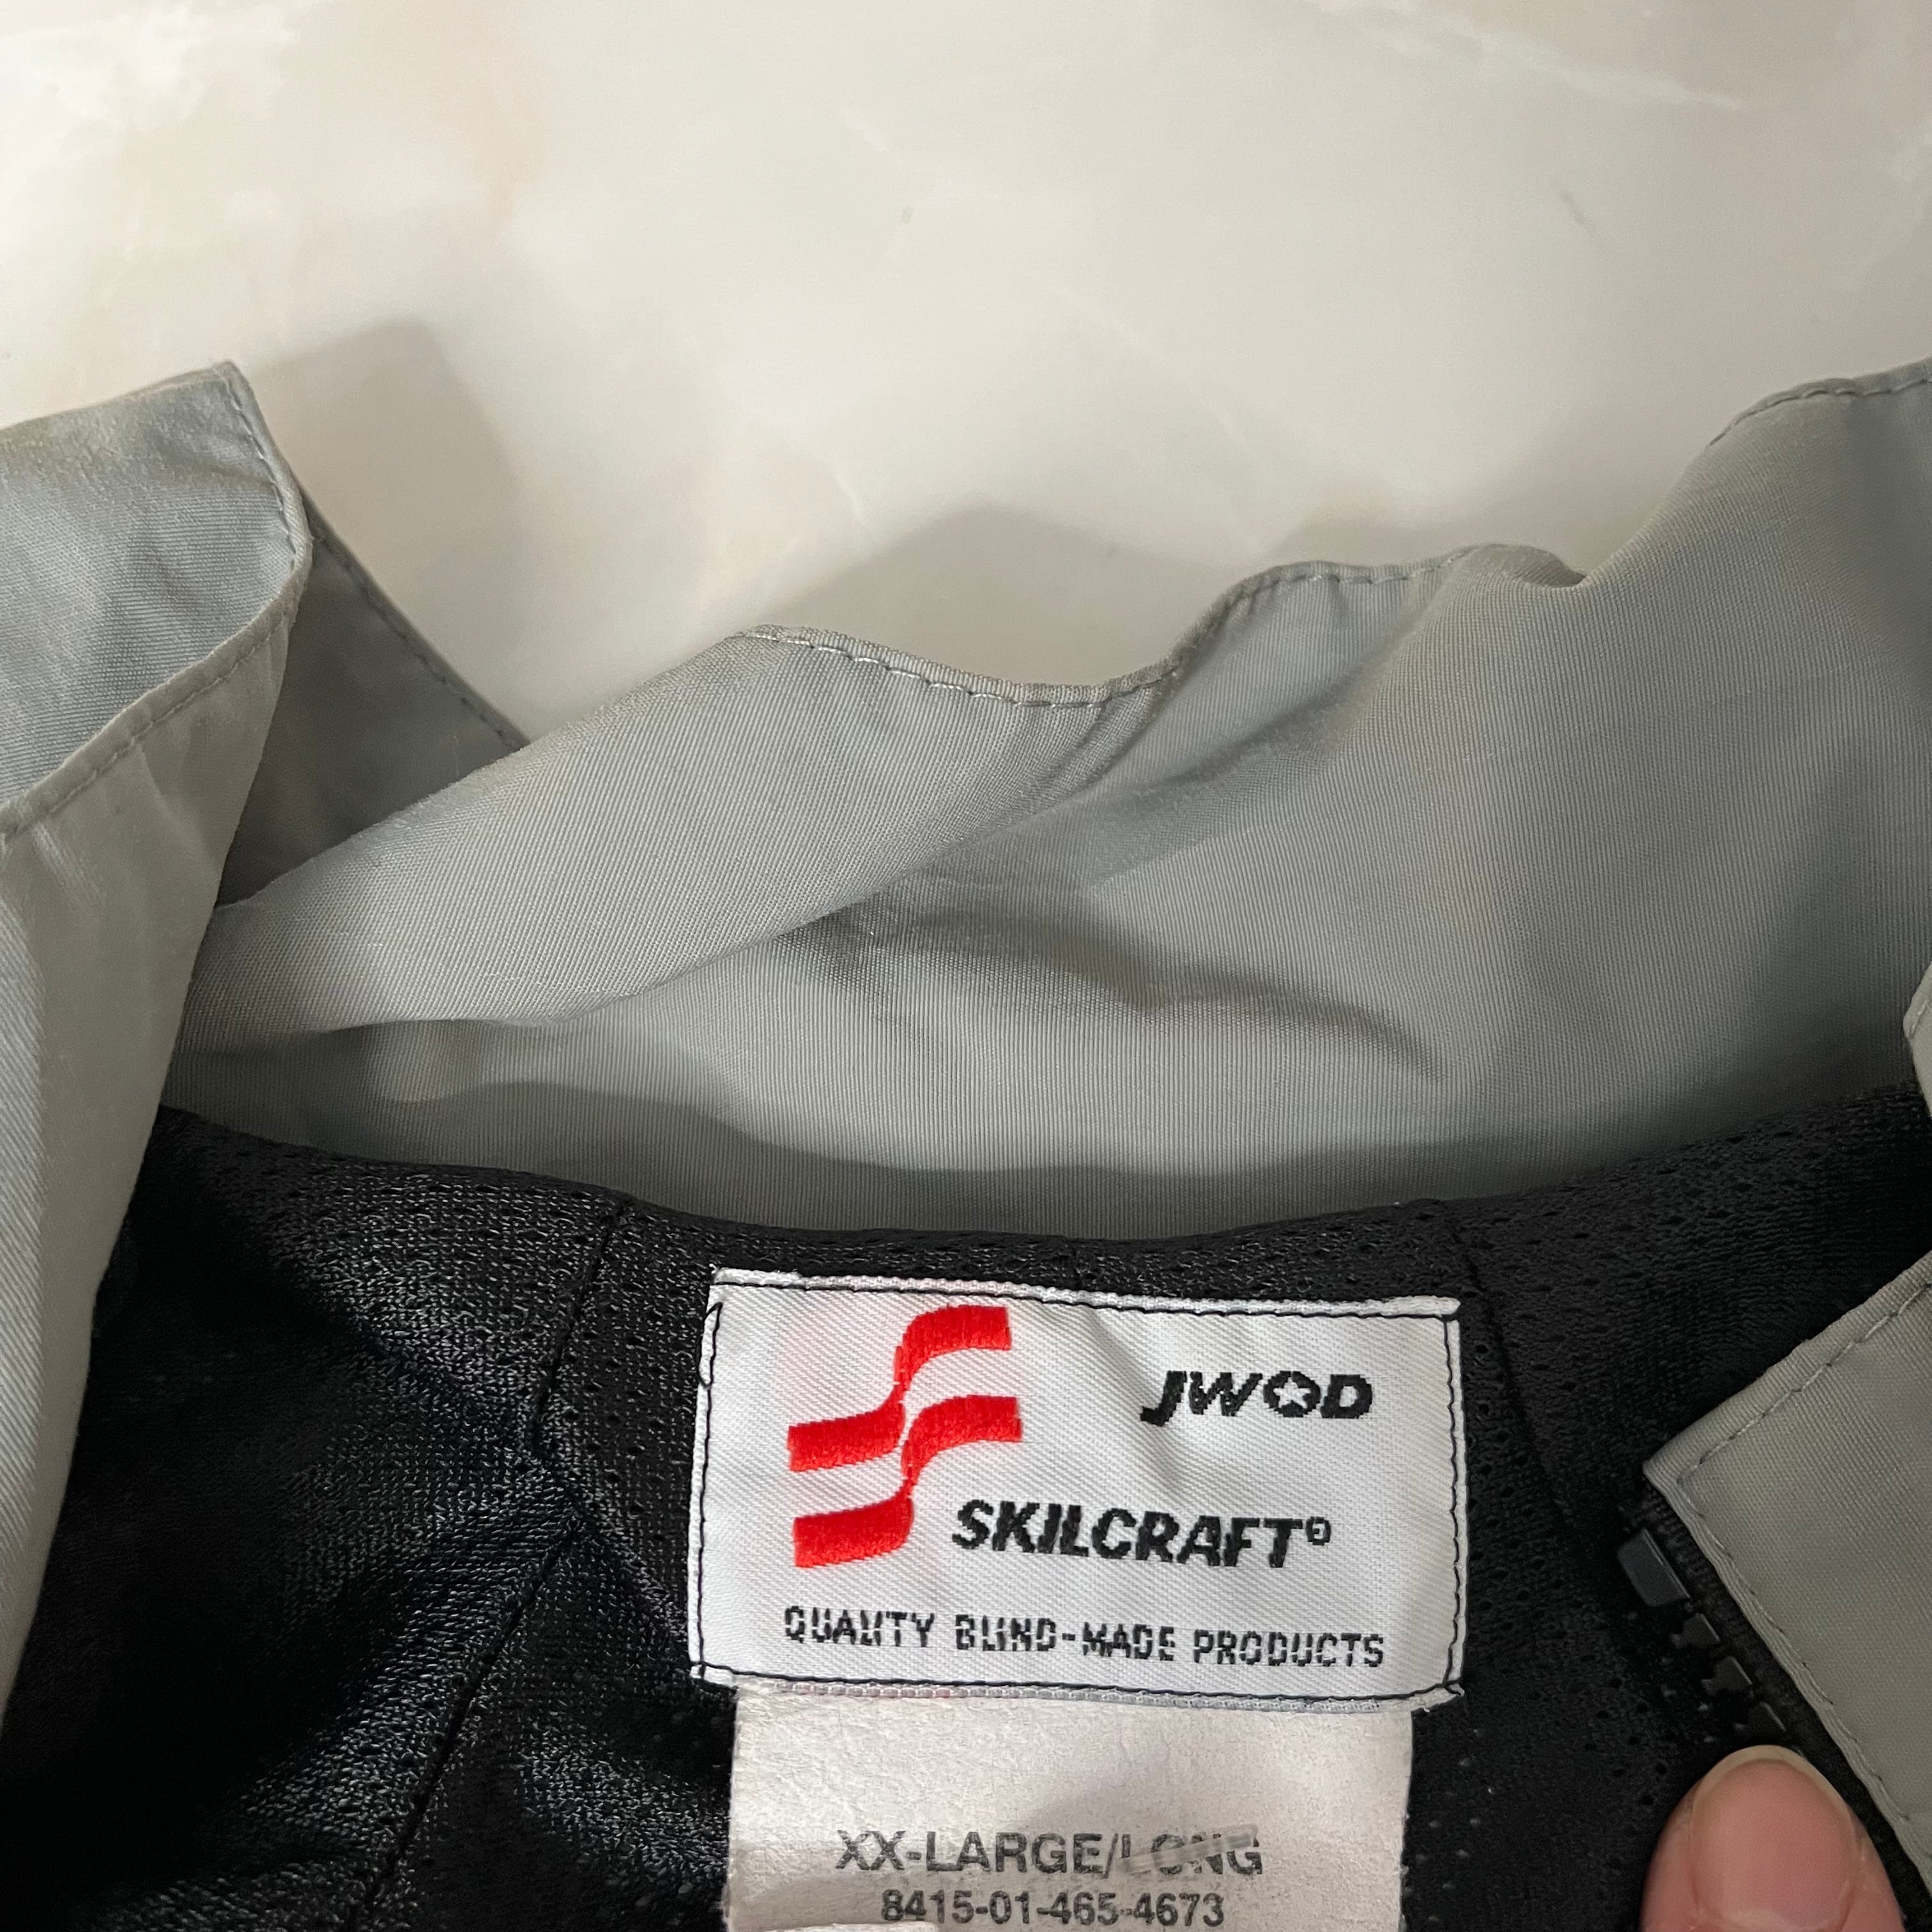 JWOD
SKILCRAFT®
QUALITY BLIND-MADE PRODUCTS
XX-LARGE/LONG
8415-01-465-4673